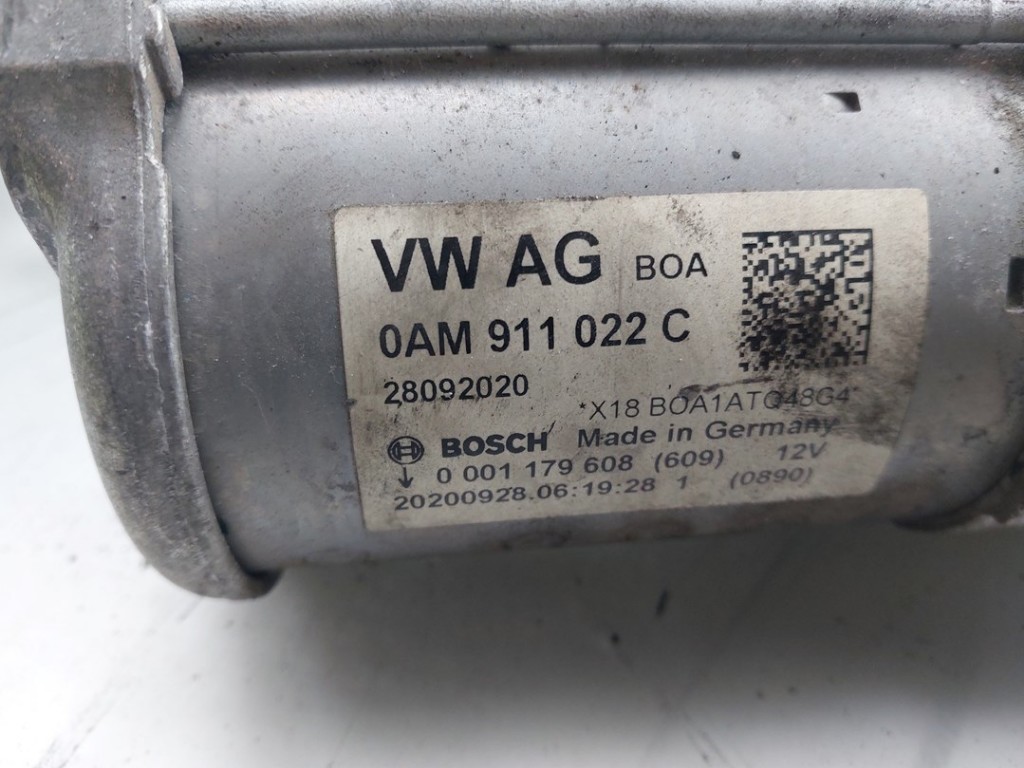 VW AG BOA
0AM 911 022 C
28092020
*X18 BOA1ATQ48G4*
BOSCH Made in Germany
0 001 179 608 (609) 12V
20200928.06:19:28 1 (0890)